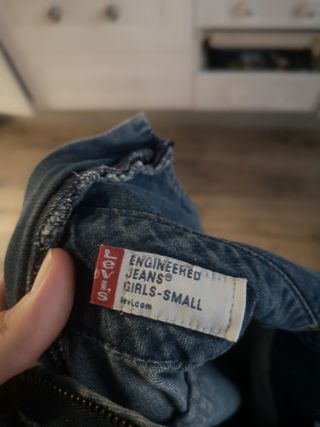 Levi's
ENGINEERED
JEANS®
GIRLS-SMALL
levi.com